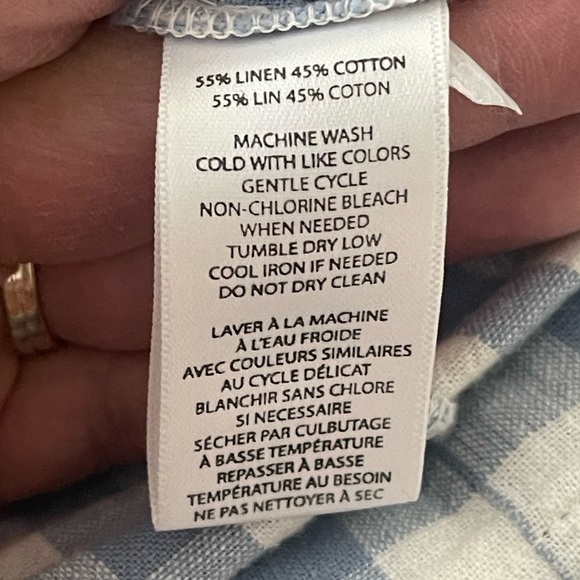 55% LINEN 45% COTTON
55% LIN 45% COTON
MACHINE WASH
COLD WITH LIKE COLORS
GENTLE CYCLE
NON-CHLORINE BLEACH
WHEN NEEDED
TUMBLE DRY LOW
COOL IRON IF NEEDED
DO NOT DRY CLEAN
LAVER À LA MACHINE
À L'EAU FROIDE
AVEC COULEURS SIMILAIRES
AU CYCLE DÉLICAT
BLANCHIR SANS CHLORE
SI NECESSAIRE
SÉCHER PAR CULBUTAGE
À BASSE TEMPÉRATURE
REPASSER À BASSE
TEMPÉRATURE AU BESOIN
NE PAS NETTOYER À SEC